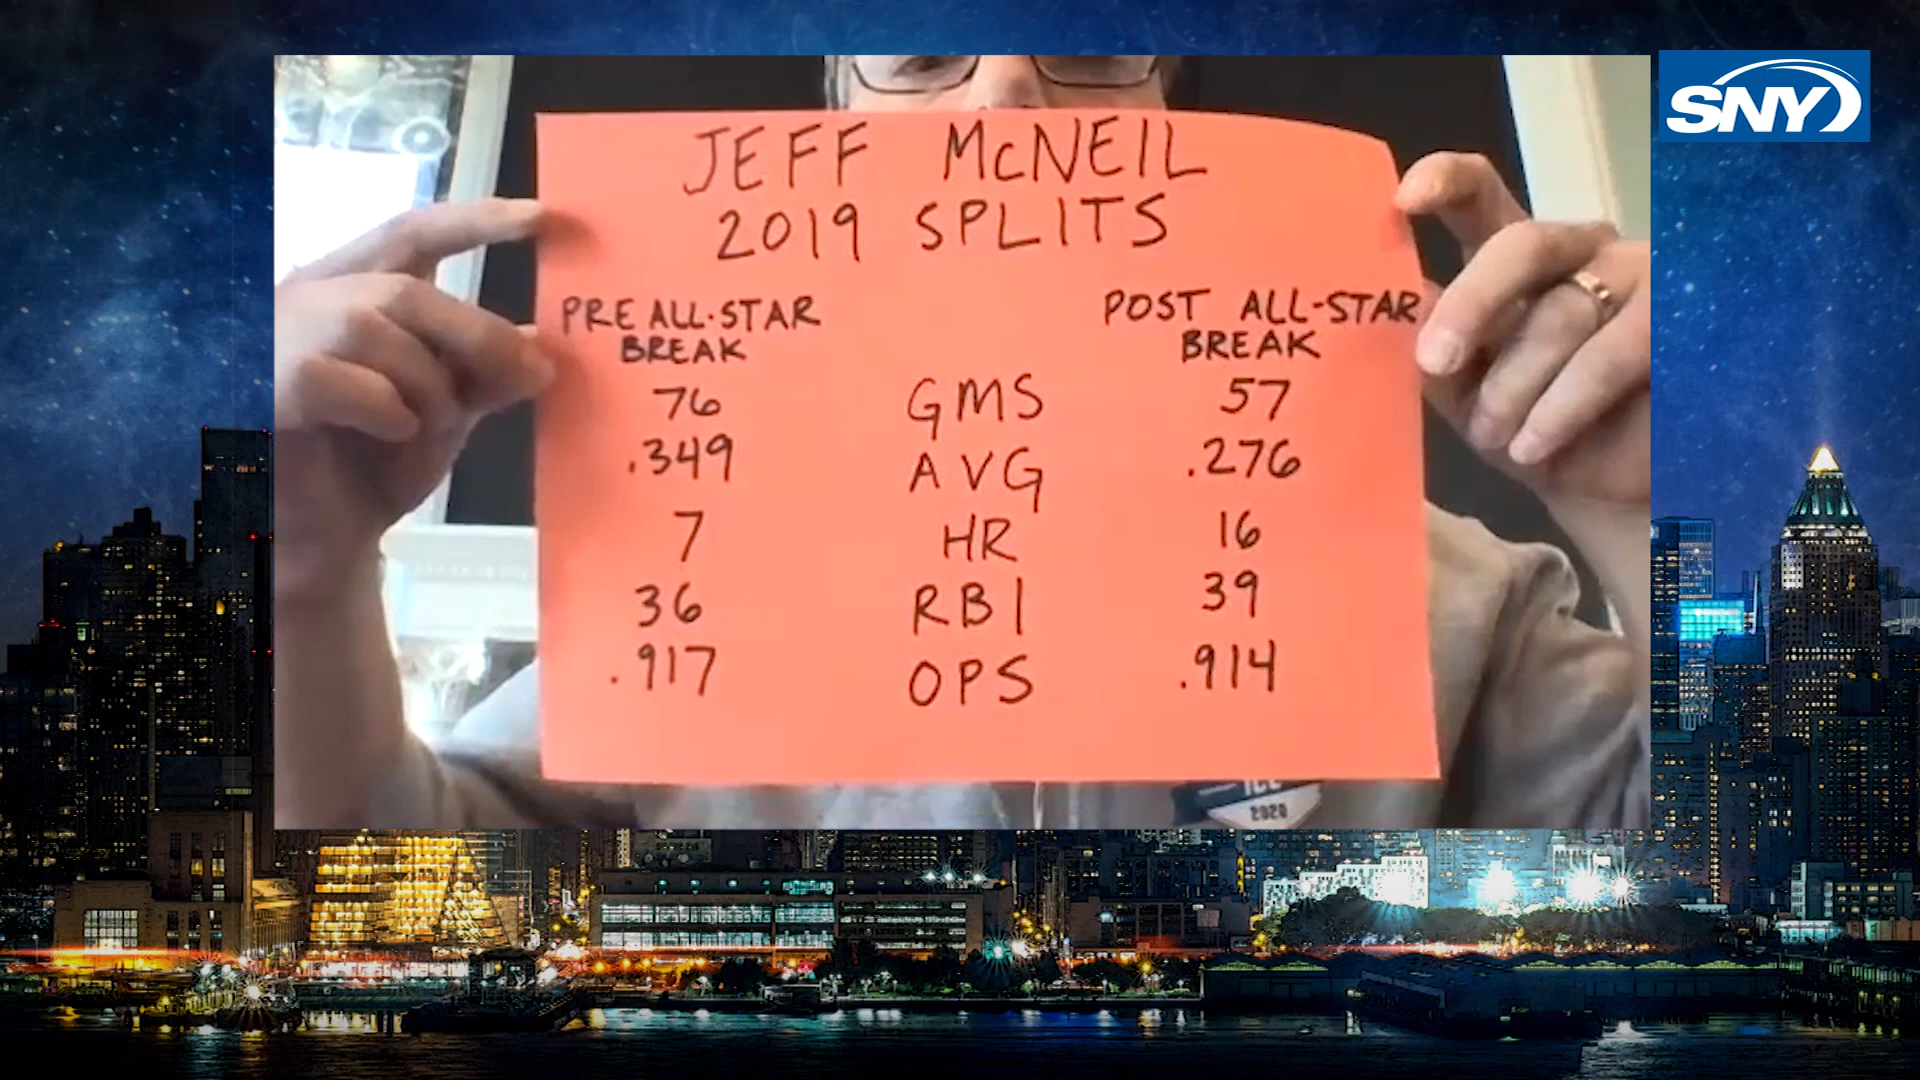 SNY
JEFF McNEIL
2019 SPLITS
PRE ALL-STAR BREAK
POST ALL-STAR BREAK
76 GMS 57
.349 AVG .276
7 HR 16
36 RBI 39
.917 OPS .914
2020